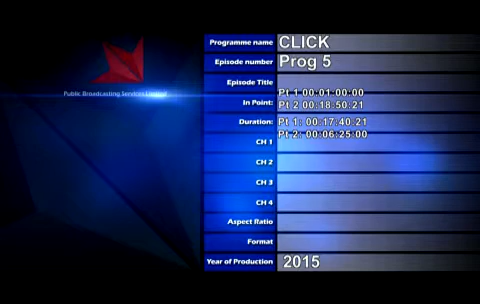 Public Broadcasting Services Limited
Programme name CLICK
Episode number Prog 5
Episode Title
In Point: Pt 1 00:01:00:00
Pt 2 00:18:50.21
Duration: Pt 1: 00:17:40.21
Pt 2: 00:06:25:00
CH 1
CH 2
CH 3
CH 4
Aspect Ratio
Format
Year of Production 2015